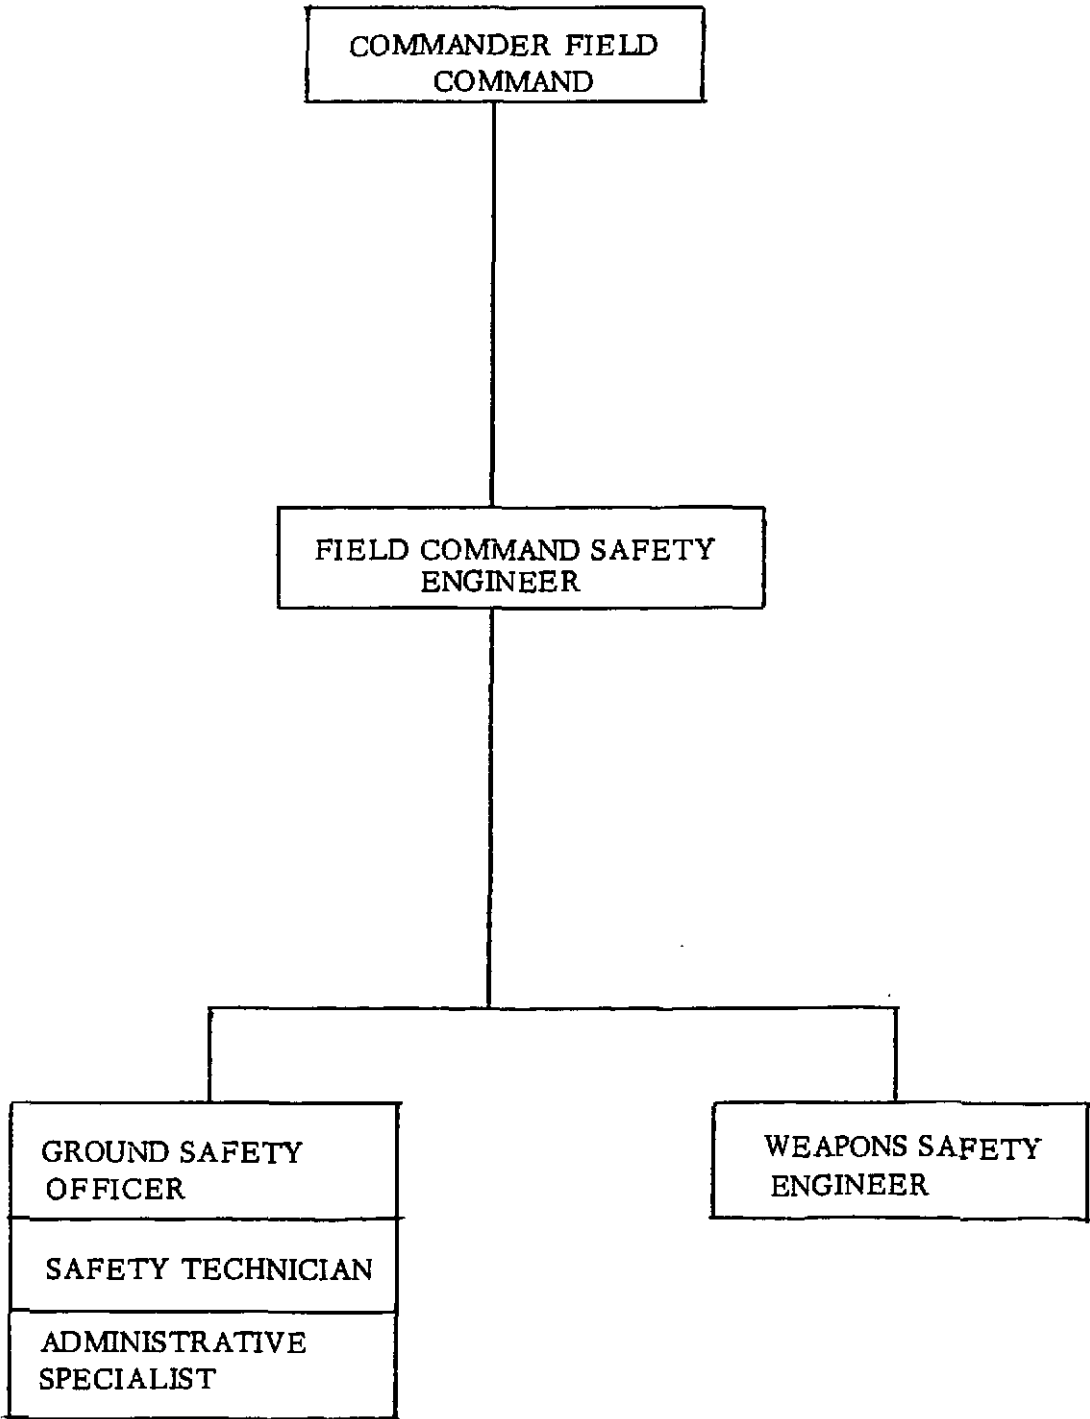 COMMANDER FIELD
COMMAND
FIELD COMMAND SAFETY
ENGINEER
GROUND SAFETY
OFFICER
SAFETY TECHNICIAN
ADMINISTRATIVE
SPECIALIST
WEAPONS SAFETY
ENGINEER